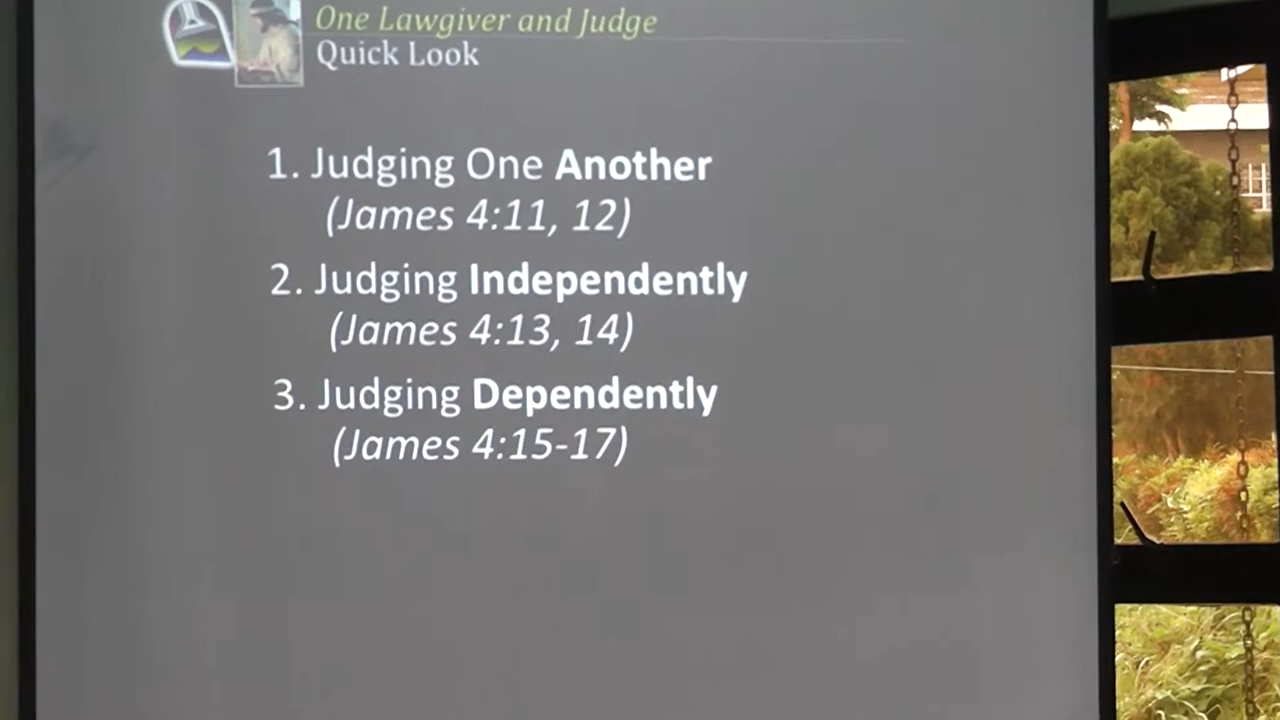 One Lawgiver and Judge
Quick Look
1. Judging One Another
(James 4:11, 12)
2. Judging Independently
(James 4:13, 14)
3. Judging Dependently
(James 4:15-17)